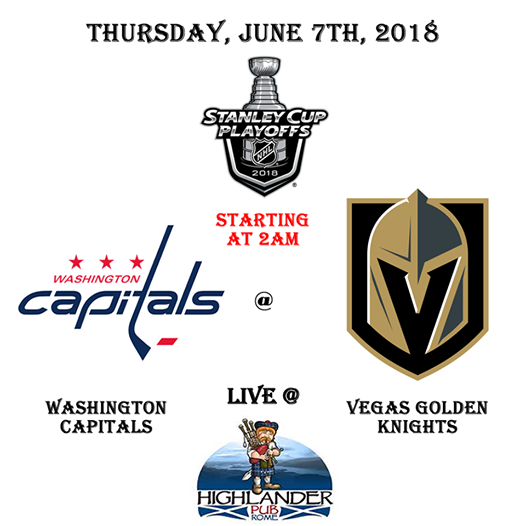 THURSDAY, JUNE 7TH, 2018
STANLEY CUP
PLAYOFFS
NHL
2018
®
STARTING
AT 2AM
WASHINGTON
capitals
@
WASHINGTON
CAPITALS
LIVE @
VEGAS GOLDEN
KNIGHTS
HIGHLANDER
PUB
ROME